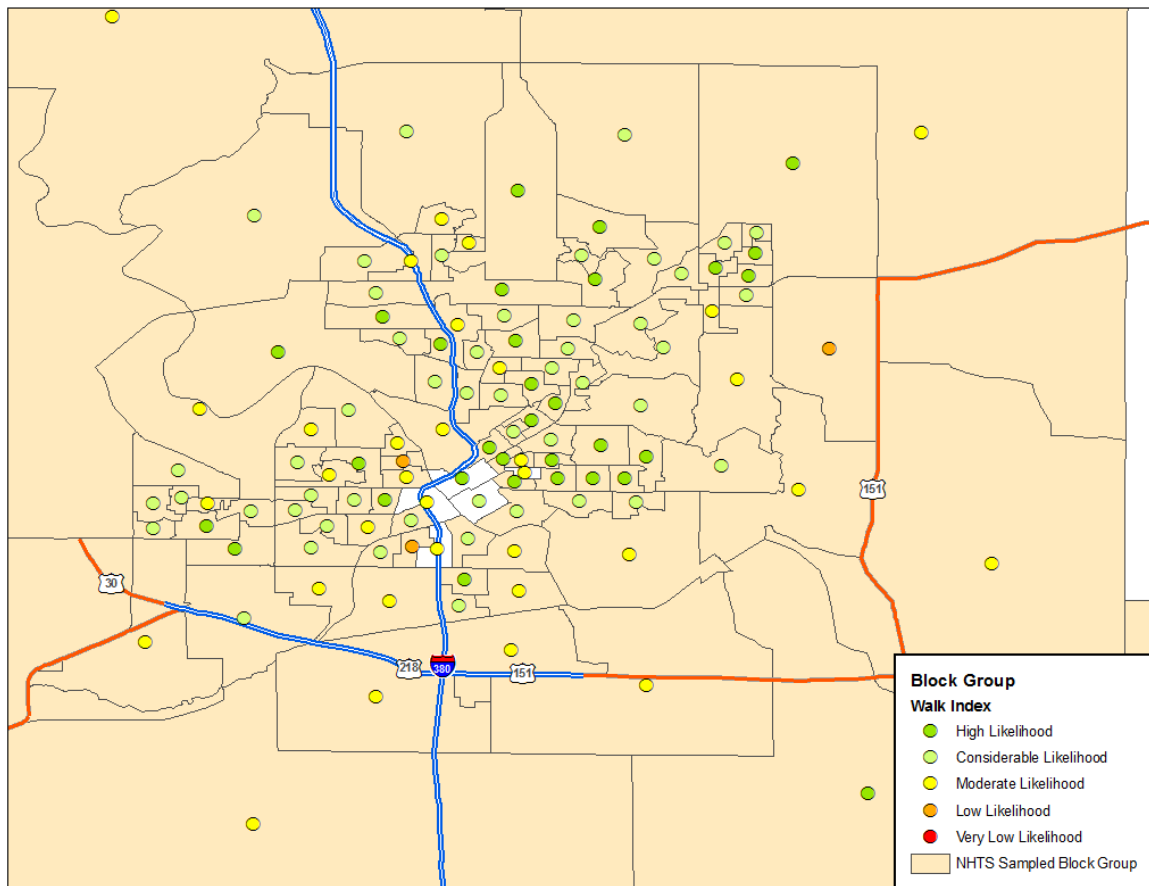 151
30
218
380
151
Block Group
Walk Index
High Likelihood
Considerable Likelihood
Moderate Likelihood
Low Likelihood
Very Low Likelihood
NHTS Sampled Block Group